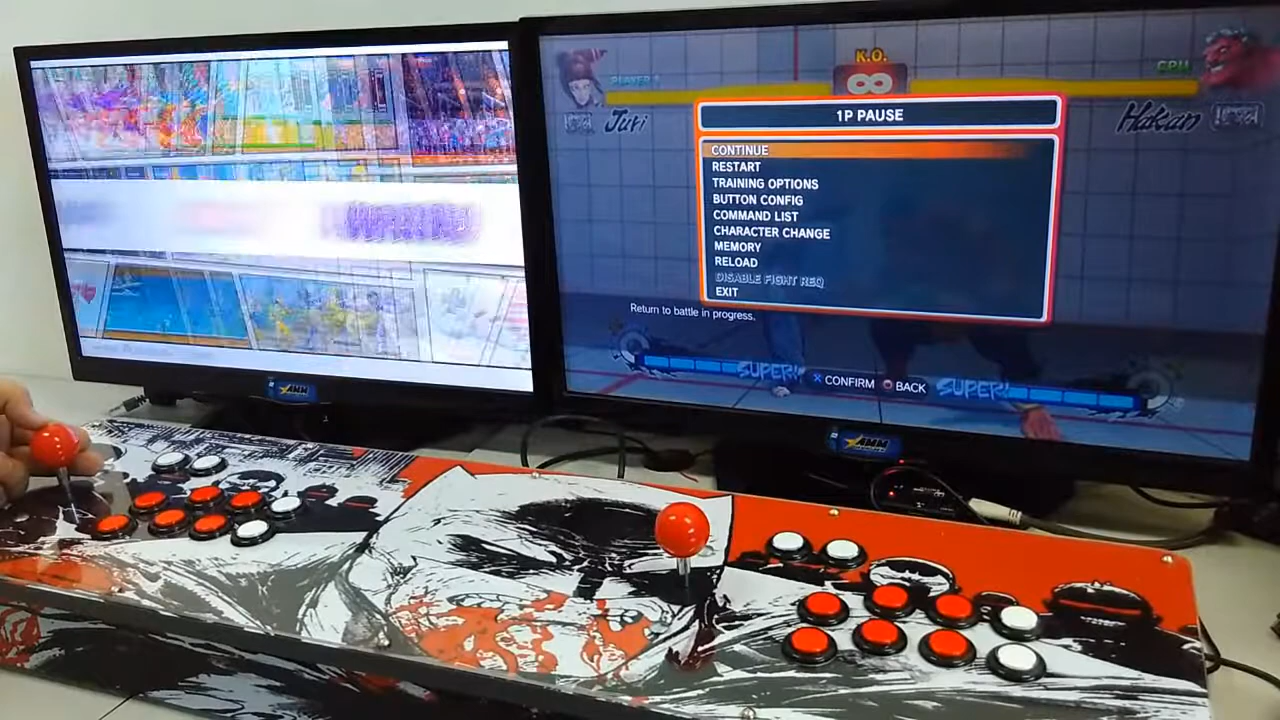 K.O.
PLAYER 1
CPU
Juri
Hakan
1P PAUSE
CONTINUE
RESTART
TRAINING OPTIONS
BUTTON CONFIG
COMMAND LIST
CHARACTER CHANGE
MEMORY
RELOAD
DISABLE FIGHT REQ
EXIT
Return to battle in progress.
SUPER!
CONFIRM
BACK
SUPER!